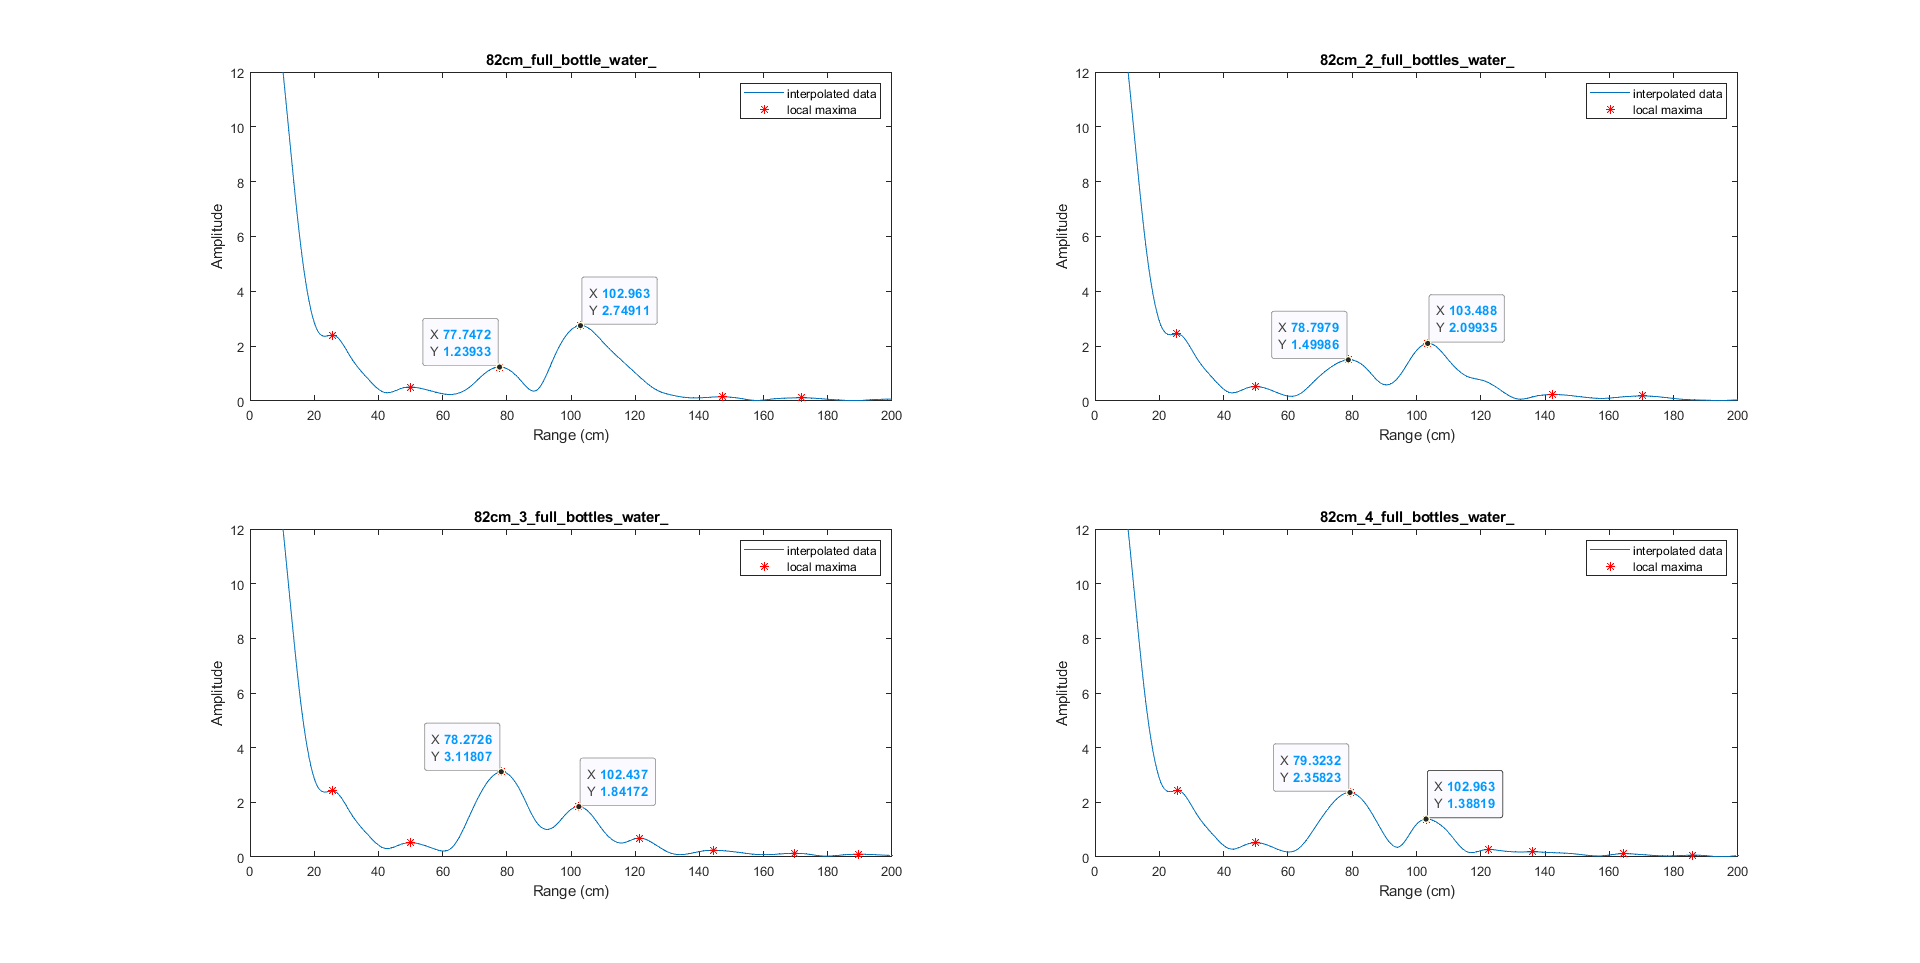 82cm_full_bottle_water_
12
10
8
6
4
2
0
Amplitude
interpolated data
local maxima
X 102.963
Y 2.74911
X 77.7472
Y 1.23933
0 20 40 60 80 100 120 140 160 180 200
Range (cm)
82cm_2_full_bottles_water_
12
10
8
6
4
2
0
Amplitude
interpolated data
local maxima
X 103.488
Y 2.09935
X 78.7979
Y 1.49986
0 20 40 60 80 100 120 140 160 180 200
Range (cm)
82cm_3_full_bottles_water_
12
10
8
6
4
2
0
Amplitude
interpolated data
local maxima
X 78.2726
Y 3.11807
X 102.437
Y 1.84172
0 20 40 60 80 100 120 140 160 180 200
Range (cm)
82cm_4_full_bottles_water_
12
10
8
6
4
2
0
Amplitude
interpolated data
local maxima
X 79.3232
Y 2.35823
X 102.963
Y 1.38819
0 20 40 60 80 100 120 140 160 180 200
Range (cm)